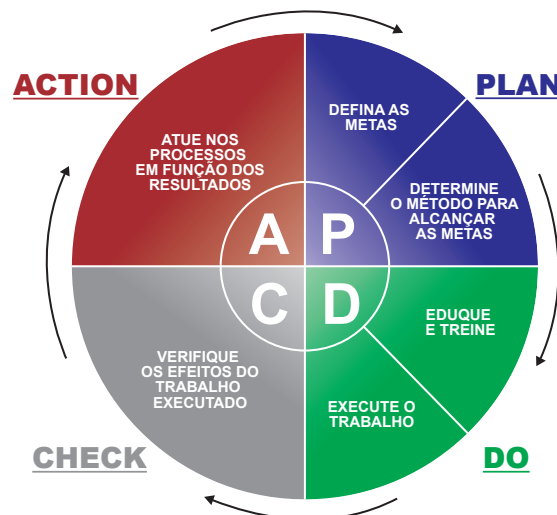 ACTION
PLAN
DEFINA AS
METAS
DETERMINE
O MÉTODO PARA
ALCANÇAR
AS METAS
ATUE NOS
PROCESSOS
EM FUNÇÃO DOS
RESULTADOS
A P
C D
EDUQUE
E TREINE
EXECUTE O
TRABALHO
VERIFIQUE
OS EFEITOS DO
TRABALHO
EXECUTADO
CHECK
DO